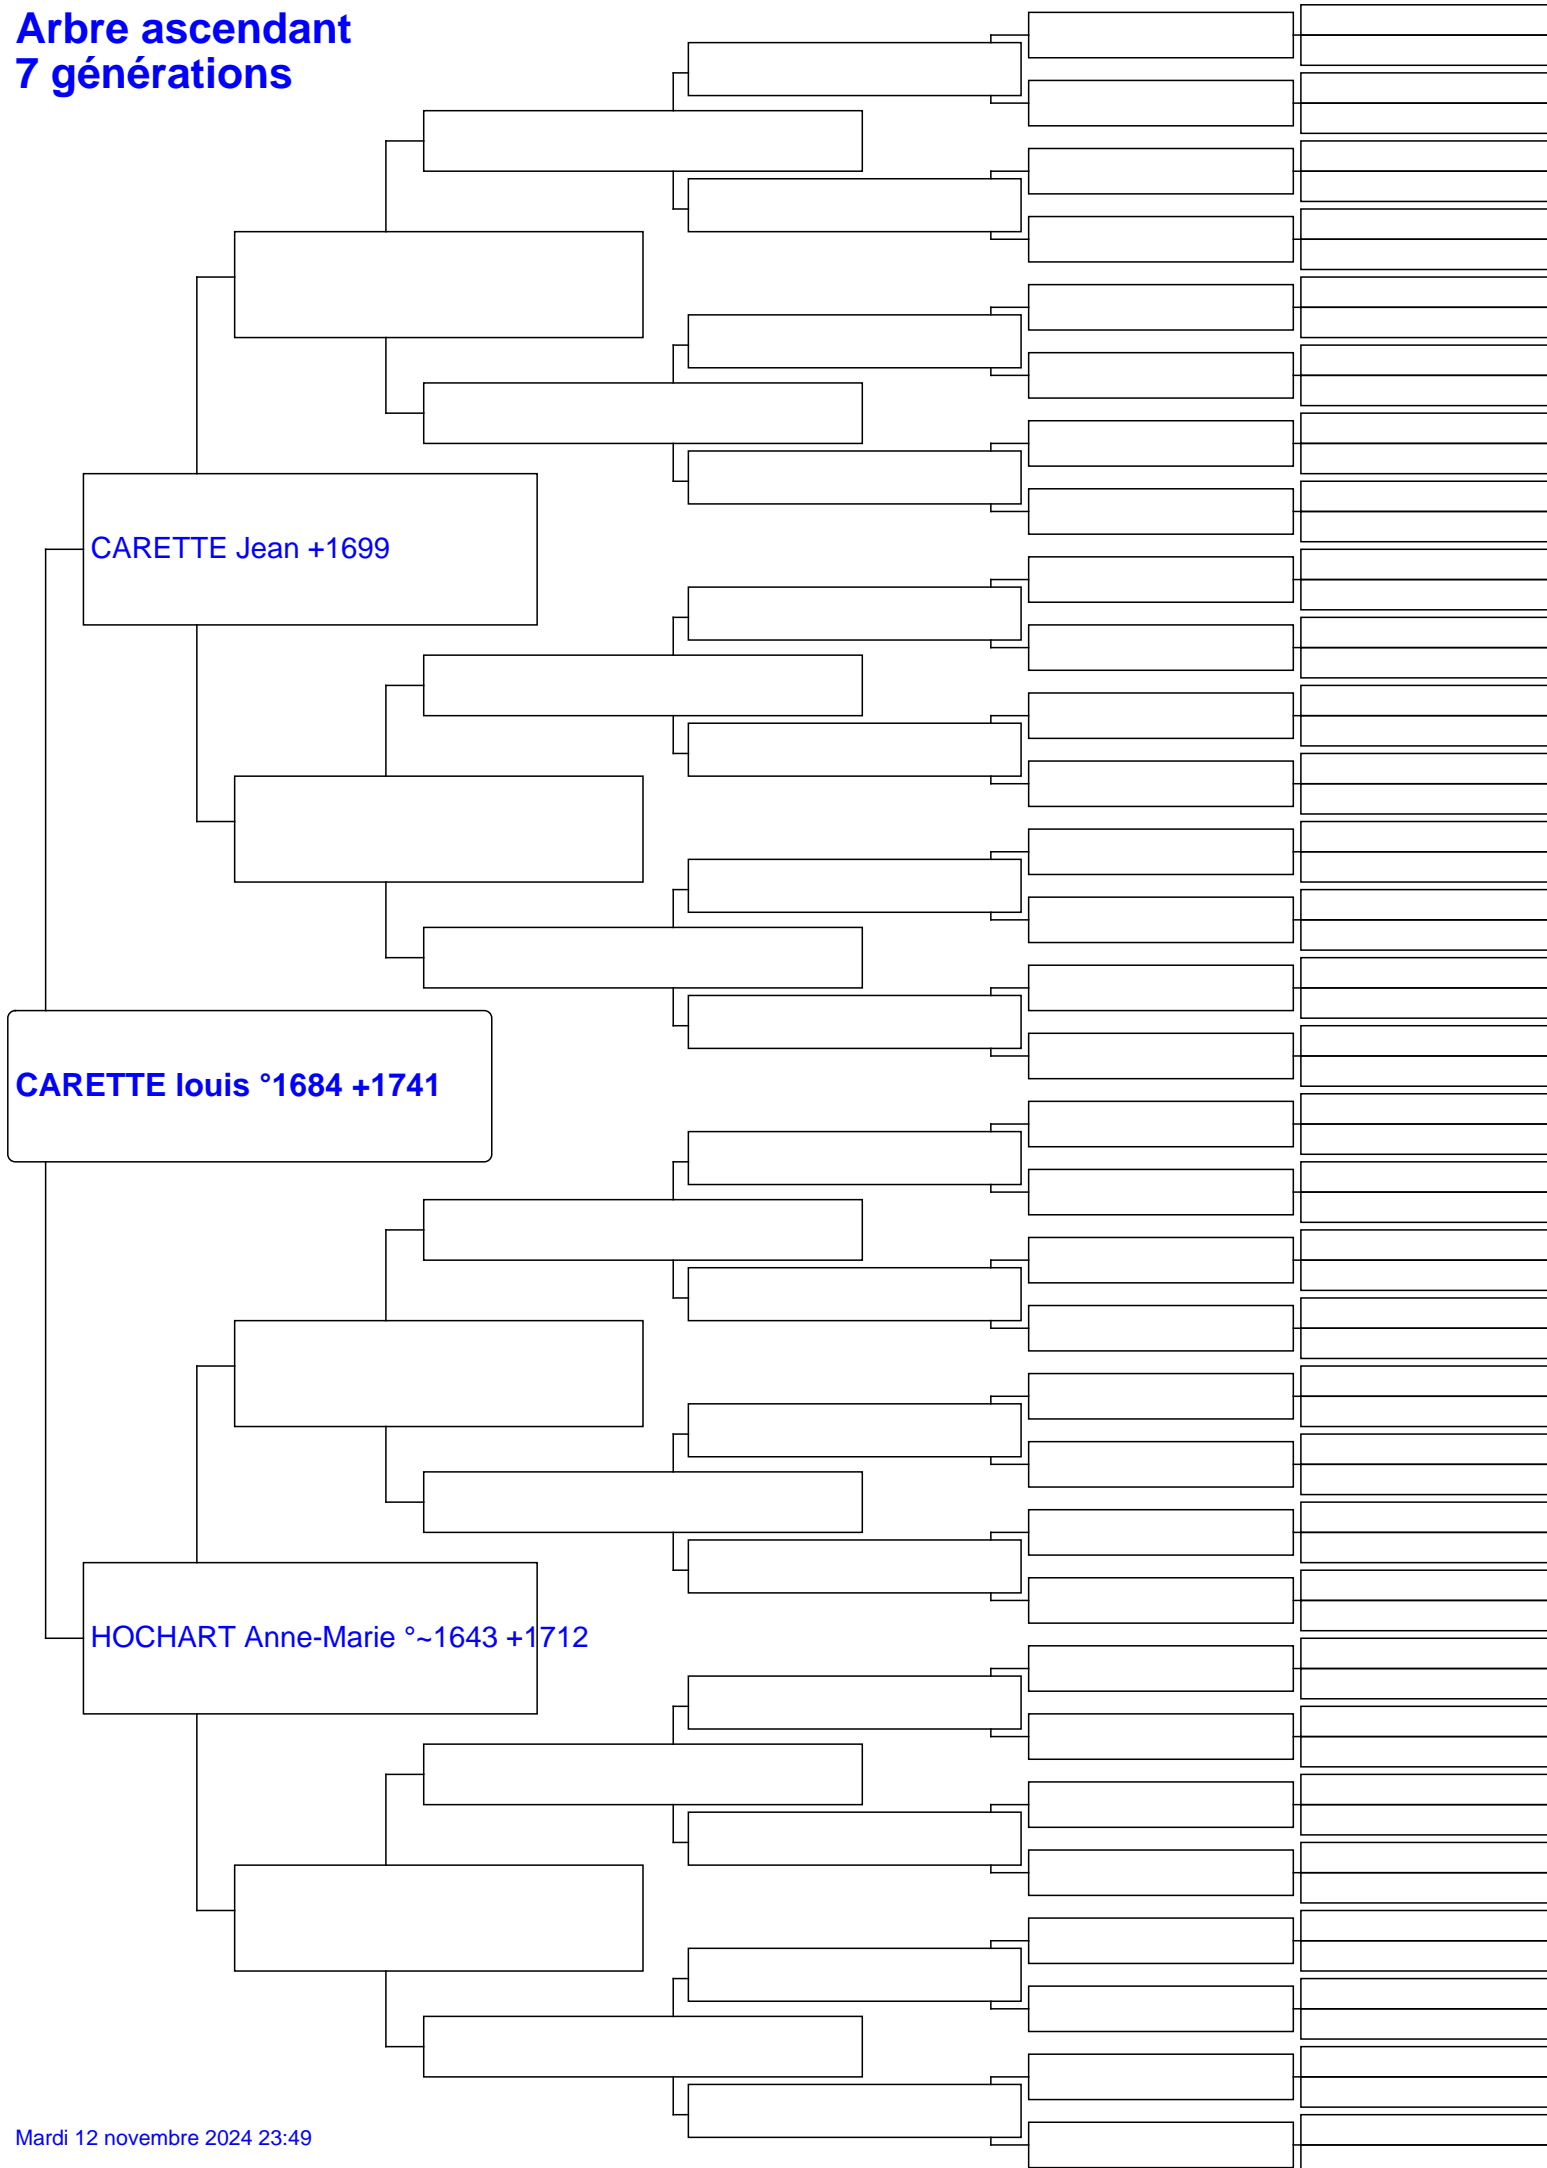 Arbre ascendant
7 générations
CARETTE Jean +1699
CARETTE louis °1684 +1741
HOCHART Anne-Marie °~1643 +1712
Mardi 12 novembre 2024 23:49